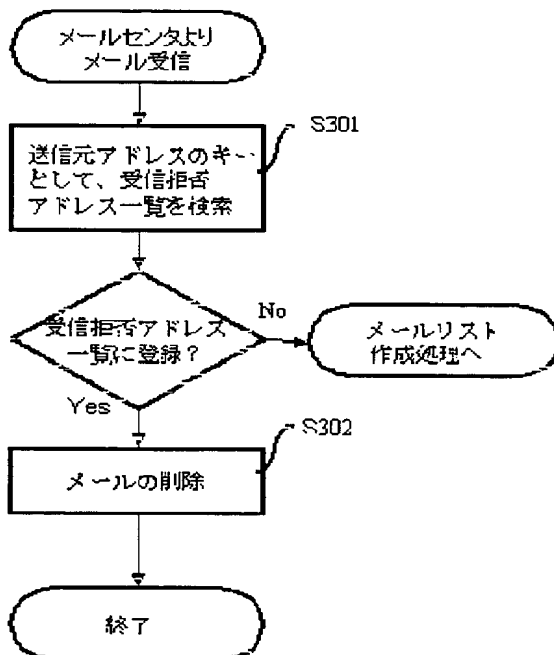 メールセンタより
メール受信
S301
送信元アドレスのキー
として、受信拒否
アドレス一覧を検索
受信拒否アドレス
一覧に登録?
No
メールリスト
作成処理へ
Yes
S302
メールの削除
終了